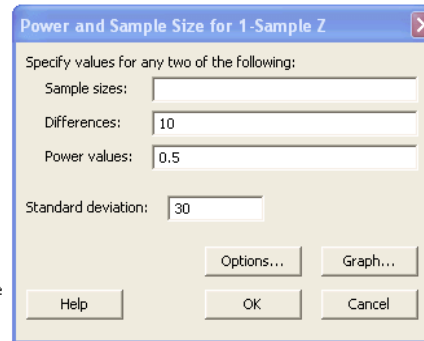 Power and Sample Size for 1-Sample Z
Specify values for any two of the following:
Sample sizes:
Differences: 10
Power values: 0.5
Standard deviation: 30
Options... Graph...
Help OK Cancel